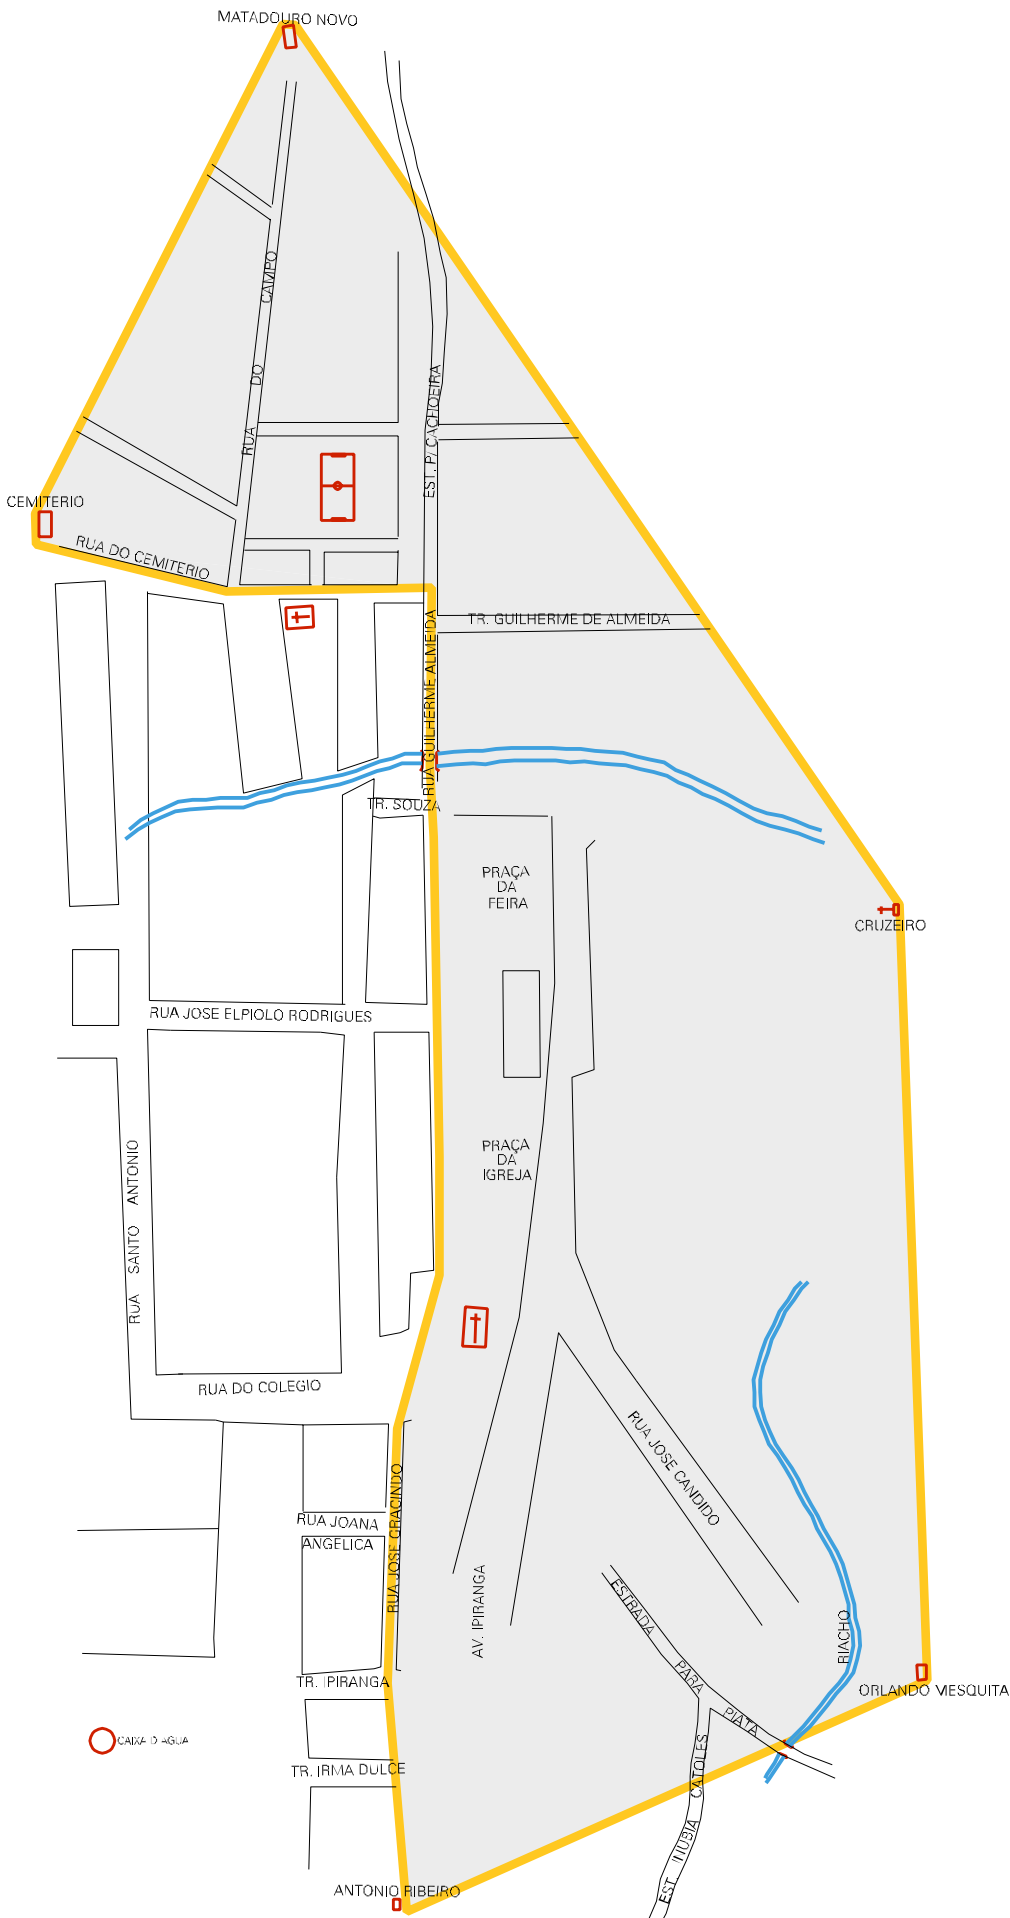 MATADOURO NOVO
RUA DO CAMPO
EST. P/ CACHOEIRA
CEMITERIO
RUA DO CEMITERIO
TR. GUILHERME DE ALMEIDA
RUA GUILHERME ALMEIDA
TR. SOUZA
PRAÇA
DA
FEIRA
CRUZEIRO
RUA JOSE ELPIOLO RODRIGUES
PRAÇA
DA
IGREJA
RUA SANTO ANTONIO
RUA DO COLEGIO
RUA JOSE CANDIDO
RUA JOSE GRACINDO
RUA JOANA
ANGELICA
AV. IPIRANGA
ESTRADA PARA PIATA
RIACHO
TR. IPIRANGA
ORLANDO MESQUITA
CAIXA D AGUA
EST. INUBIA CATOLES
TR. IRMA DULCE
ANTONIO RIBEIRO